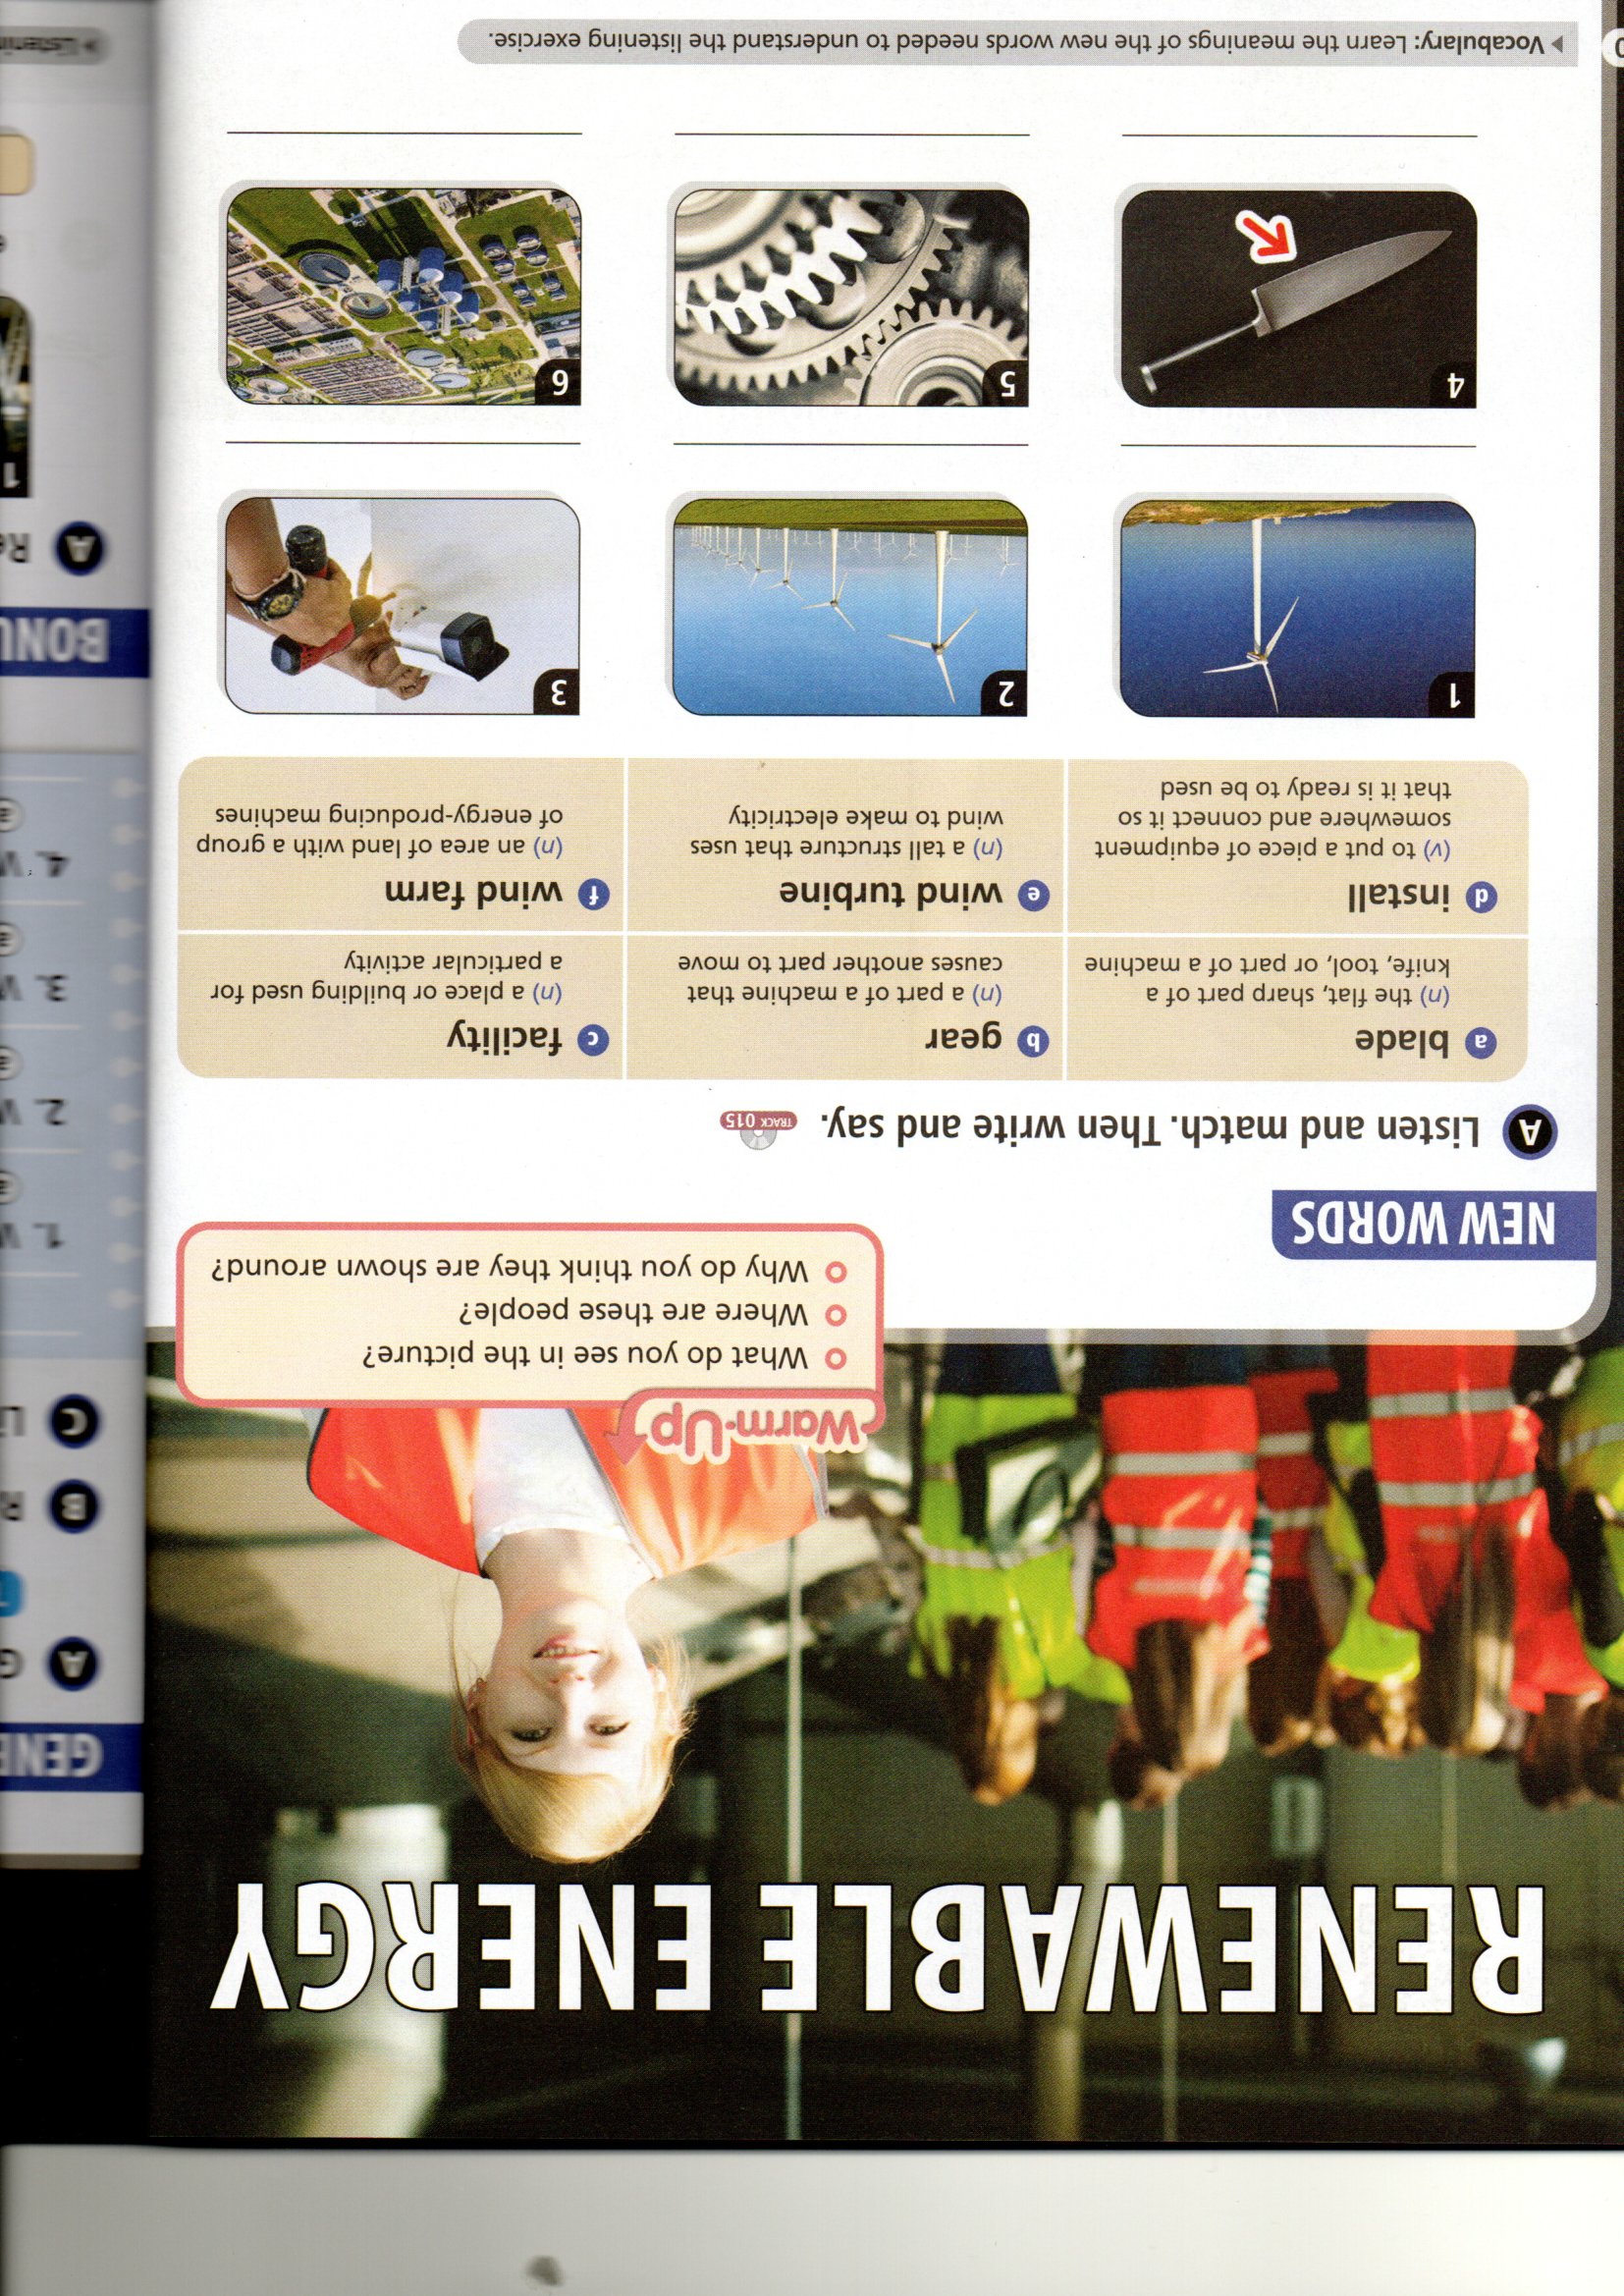 RENEWABLE ENERGY
Warm-Up
What do you see in the picture?
Where are these people?
Why do you think they are shown around?
NEW WORDS
A Listen and match. Then write and say. TRACK 015
a blade
(n) the flat, sharp part of a
knife, tool, or part of a machine
b gear
(n) a part of a machine that
causes another part to move
c facility
(n) a place or building used for
a particular activity
d install
(v) to put a piece of equipment
somewhere and connect it so
that it is ready to be used
e wind turbine
(n) a tall structure that uses
wind to make electricity
f wind farm
(n) an area of land with a group
of energy-producing machines
1
2
3
4
5
6
Vocabulary: Learn the meanings of the new words needed to understand the listening exercise.
A
B
C
1.
2.
3.
4.
A
1